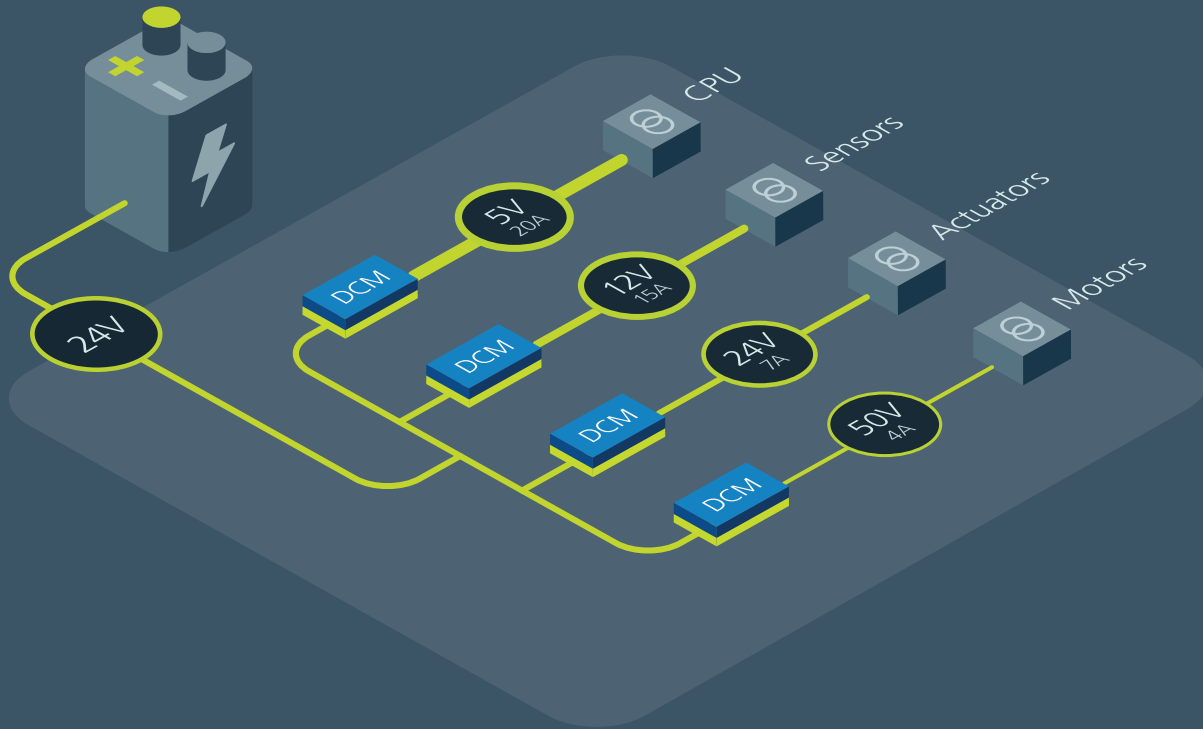 24V
DCM
5V
20A
CPU
DCM
12V
15A
Sensors
DCM
24V
7A
Actuators
DCM
50V
4A
Motors